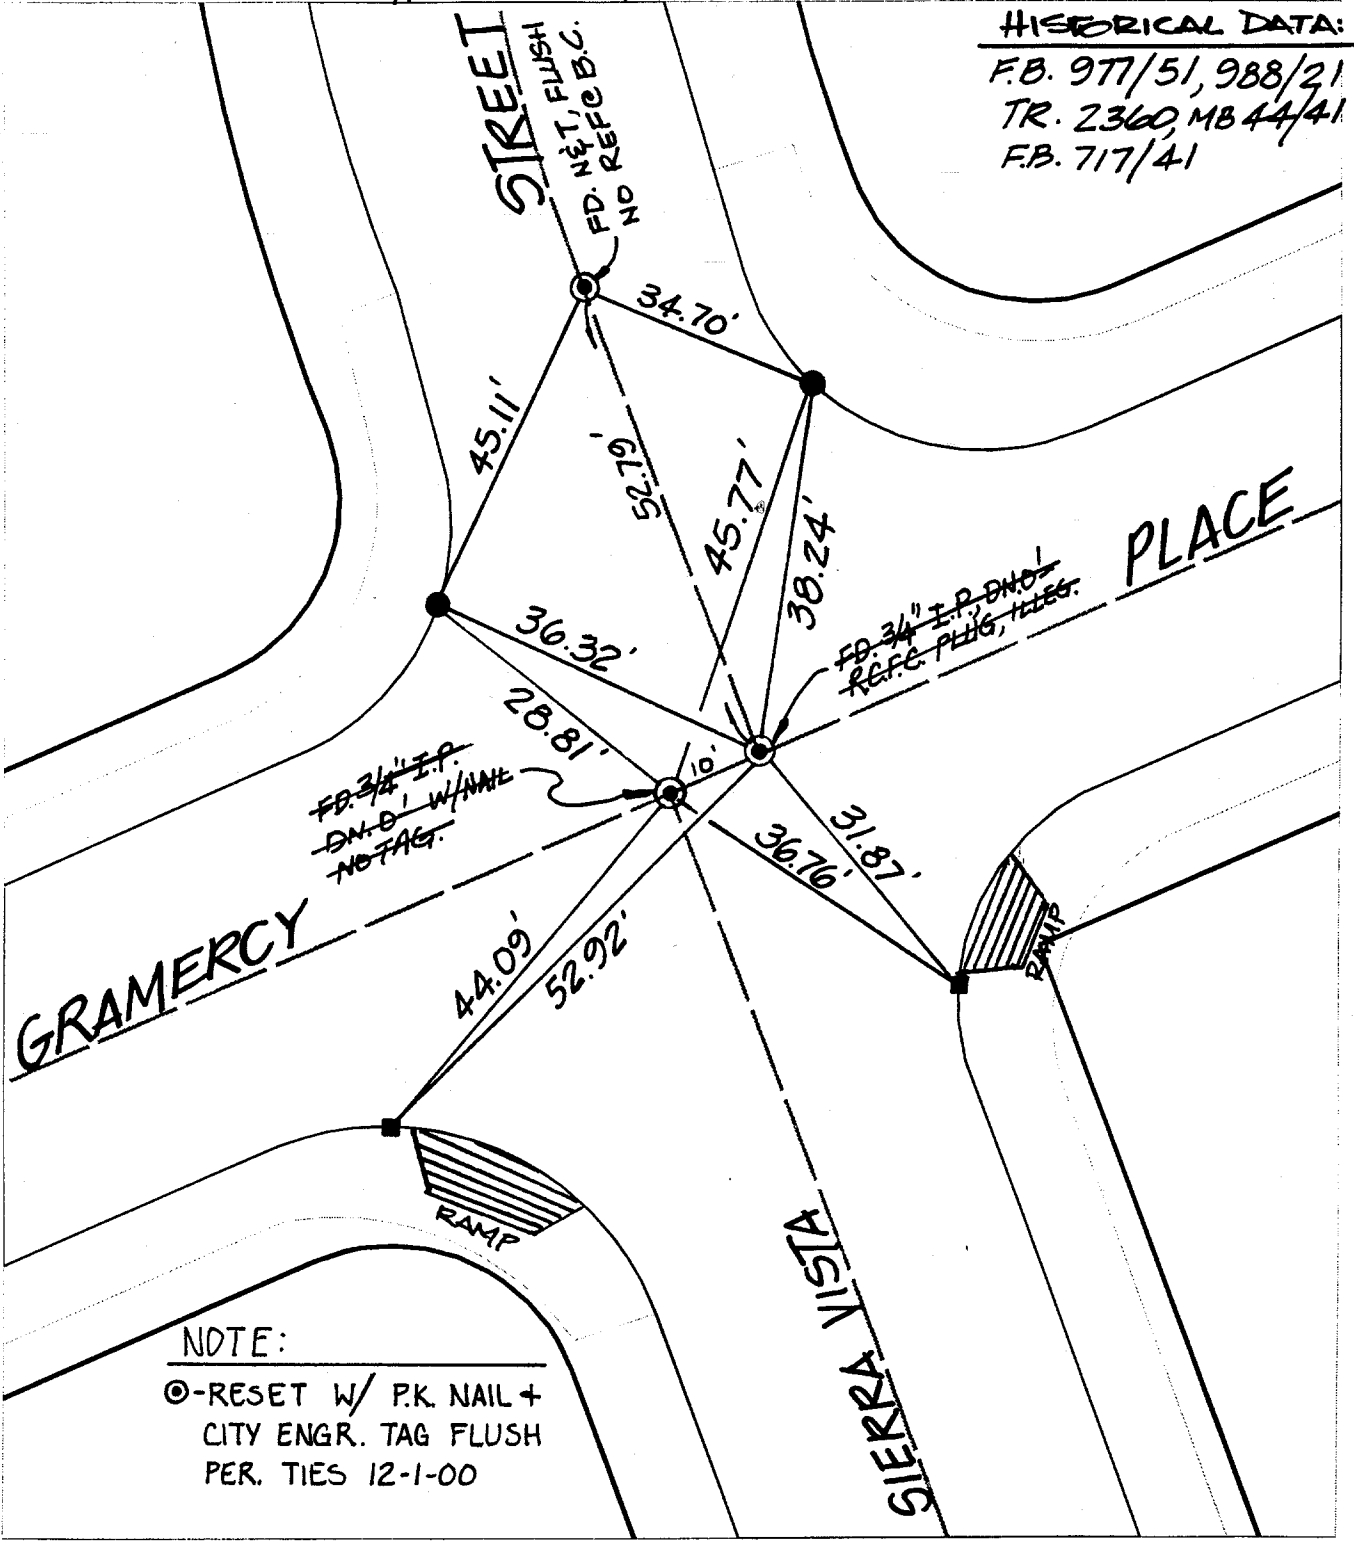 HISTORICAL DATA:
F.B. 977/51, 988/21
TR. 2360, MB 44/41
F.B. 717/41
STREET
FD. N&T, FLUSH
NO REF@ B.C.
34.70'
45.11'
52.79'
45.77'
38.24'
PLACE
FD. 3/4" I.P., DN. 0.1'
R.C.F.C. PLUG, ILLEG.
36.32'
28.81'
10'
FD. 3/4" I.P.
DN. 0.1' W/NAIL
NO TAG.
31.87'
36.76'
RAMP
GRAMERCY
44.09'
52.92'
RAMP
SIERRA VISTA
NOTE:
⊙-RESET W/ P.K. NAIL +
CITY ENGR. TAG FLUSH
PER. TIES 12-1-00